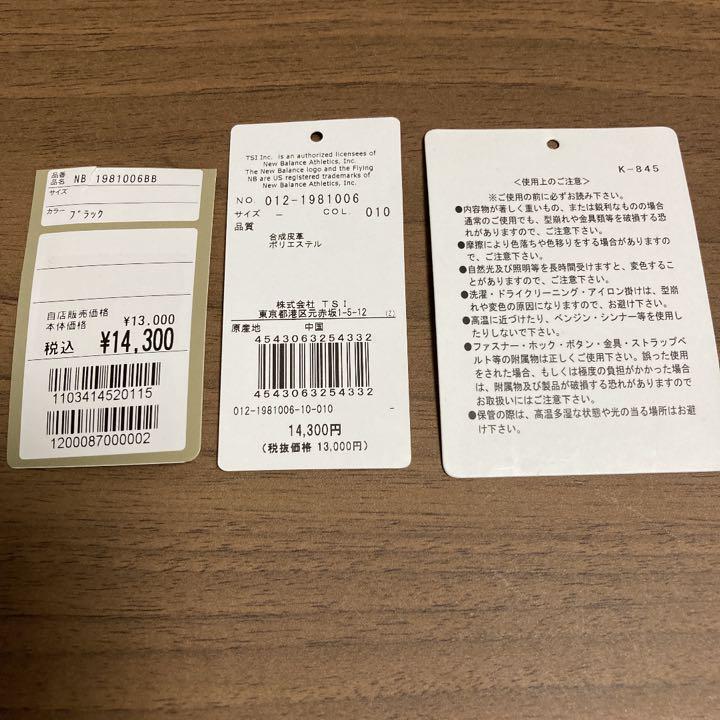 品番
品名 NB 1981006BB
サイズ
カラー ブラック
自店販売価格
本体価格 ¥13,000
税込 ¥14,300
1103414520115
1200087000002
TSI Inc. is an authorized licensees of
New Balance Athletics, Inc.
The New Balance logo and the Flying
NB are US registered trademarks of
New Balance Athletics, Inc.
NO. 012-1981006
サイズ - COL. 010
品質
合成皮革
ポリエステル
株式会社 TSI
東京都港区元赤坂1-5-12 (2)
原産地 中国
4543063254332
4543063254332
012-1981006-10-010 -
14,300円
(税抜価格 13,000円)
K-845
<使用上のご注意>
※ご使用の前に必ずお読み下さい。
●内容物が著しく重いもの、または鋭利なものの場合
通常のご使用でも、型崩れや金具類等を破損する恐
れがありますので、ご注意下さい。
●摩擦により色落ちや色移りをする場合がありますの
で、ご注意下さい。
●自然光及び照明等を長時間受けますと、変色するこ
とがありますので、ご注意下さい。
●洗濯・ドライクリーニング・アイロン掛けは、型崩
れや変色の原因になりますので、お避け下さい。
●高温に近づけたり、ベンジン・シンナー等を使用し
たりしないで下さい。
●ファスナー・ホック・ボタン・金具・ストラップベ
ルト等の附属物は正しくご使用下さい。誤った使用
をされた場合、もしくは極度の負担がかかった場合
は、附属物及び製品が破損する恐れがありますので
お取扱いにはご注意下さい。
●保管の際は、高温多湿な状態や光の当る場所はお避
け下さい。